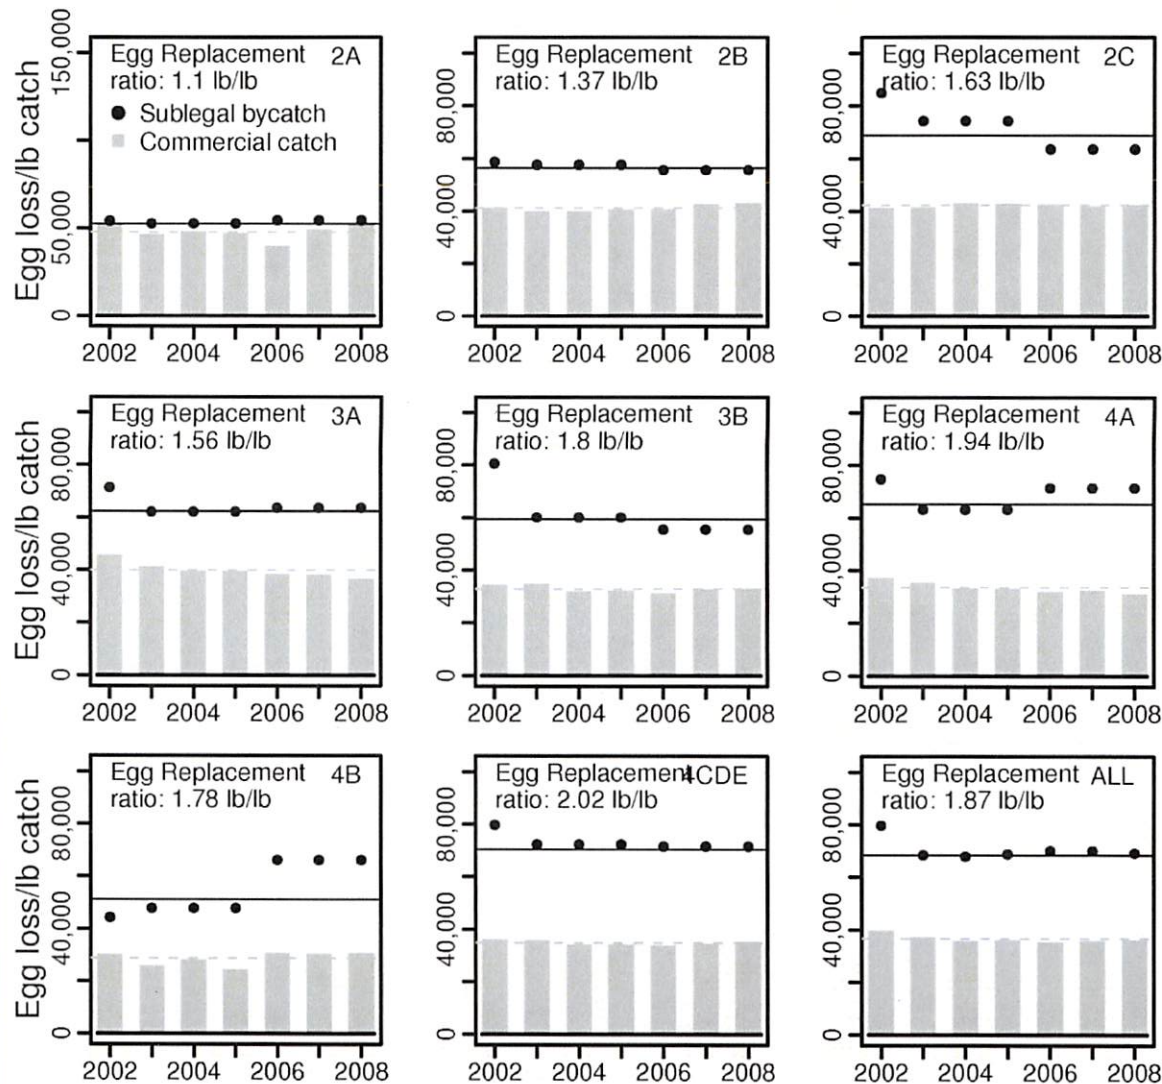 Egg Replacement 2A
ratio: 1.1 lb/lb
Sublegal bycatch
Commercial catch
Egg loss/lb catch
0
50,000
150,000
2002 2004 2006 2008
Egg Replacement 2B
ratio: 1.37 lb/lb
0
40,000
80,000
2002 2004 2006 2008
Egg Replacement 2C
ratio: 1.63 lb/lb
0
40,000
80,000
2002 2004 2006 2008
Egg Replacement 3A
ratio: 1.56 lb/lb
Egg loss/lb catch
0
40,000
80,000
2002 2004 2006 2008
Egg Replacement 3B
ratio: 1.8 lb/lb
0
40,000
80,000
2002 2004 2006 2008
Egg Replacement 4A
ratio: 1.94 lb/lb
0
40,000
80,000
2002 2004 2006 2008
Egg Replacement 4B
ratio: 1.78 lb/lb
Egg loss/lb catch
0
40,000
80,000
2002 2004 2006 2008
Egg Replacement 4CDE
ratio: 2.02 lb/lb
0
40,000
80,000
2002 2004 2006 2008
Egg Replacement ALL
ratio: 1.87 lb/lb
0
40,000
80,000
2002 2004 2006 2008